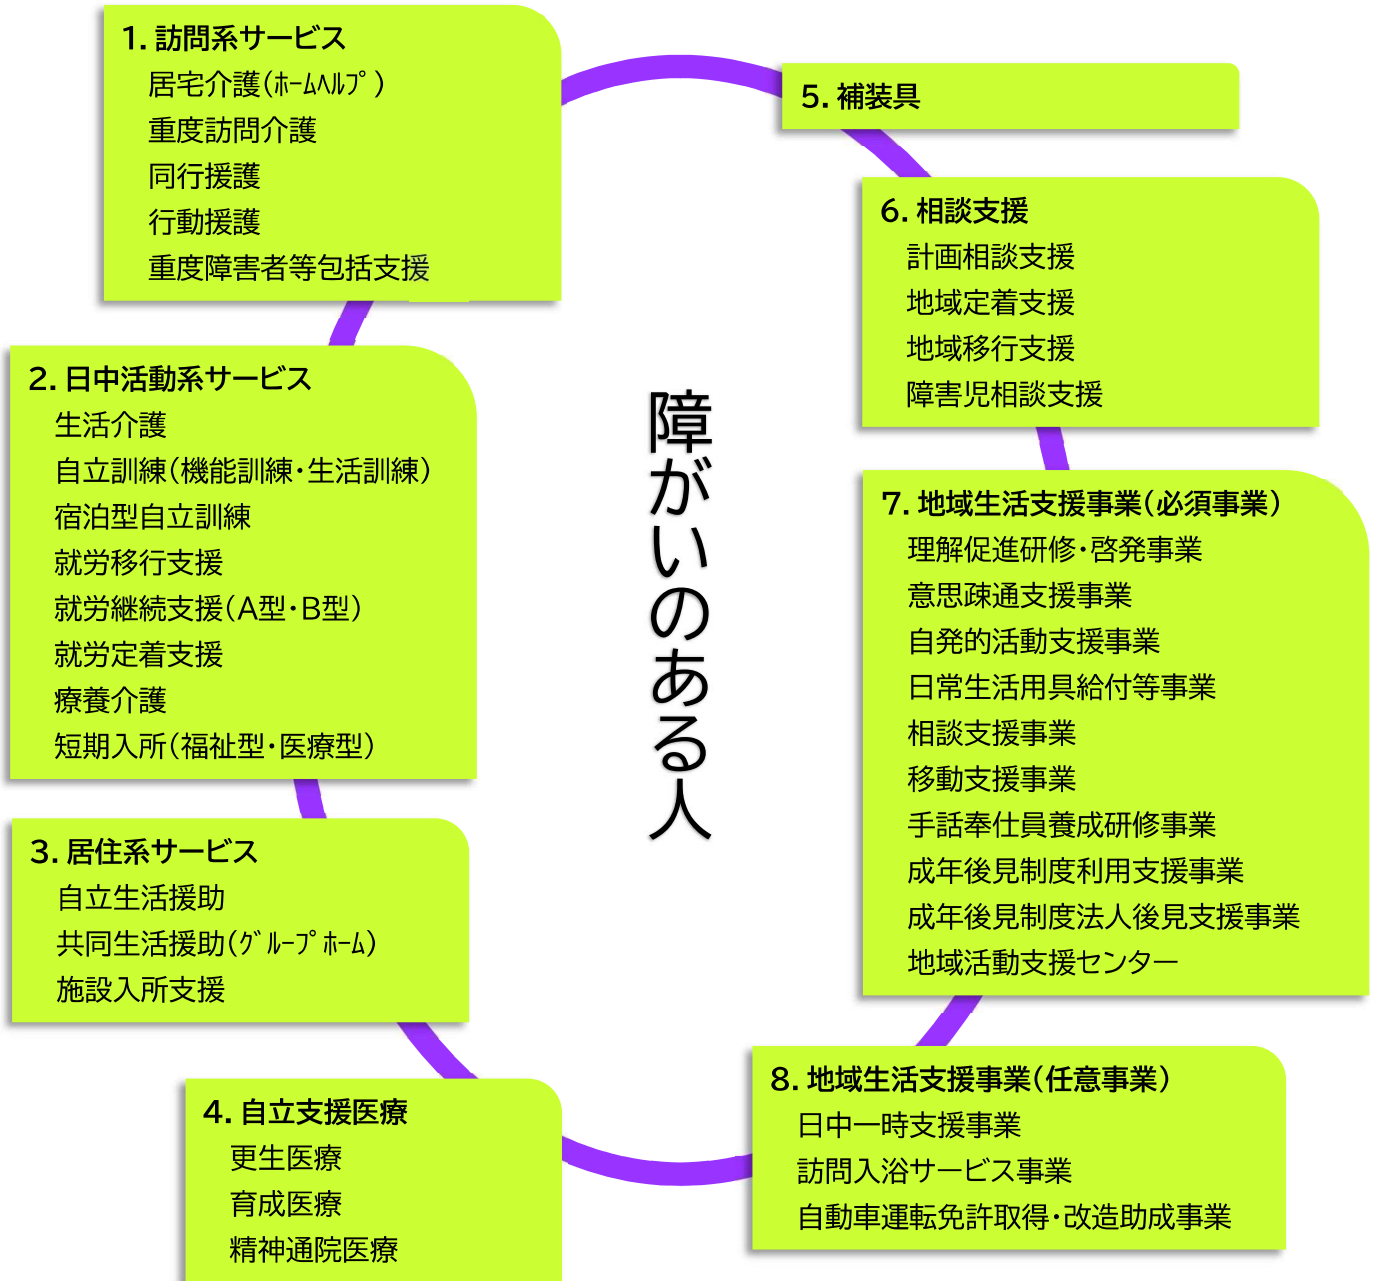 1. 訪問系サービス
居宅介護(ﾎｰﾑﾍﾙﾌﾟ)
重度訪問介護
同行援護
行動援護
重度障害者等包括支援
2. 日中活動系サービス
生活介護
自立訓練(機能訓練・生活訓練)
宿泊型自立訓練
就労移行支援
就労継続支援(A型・B型)
就労定着支援
療養介護
短期入所(福祉型・医療型)
3. 居住系サービス
自立生活援助
共同生活援助(ｸﾞﾙｰﾌﾟﾎｰﾑ)
施設入所支援
4. 自立支援医療
更生医療
育成医療
精神通院医療
障がいのある人
5. 補装具
6. 相談支援
計画相談支援
地域定着支援
地域移行支援
障害児相談支援
7. 地域生活支援事業(必須事業)
理解促進研修・啓発事業
意思疎通支援事業
自発的活動支援事業
日常生活用具給付等事業
相談支援事業
移動支援事業
手話奉仕員養成研修事業
成年後見制度利用支援事業
成年後見制度法人後見支援事業
地域活動支援センター
8. 地域生活支援事業(任意事業)
日中一時支援事業
訪問入浴サービス事業
自動車運転免許取得・改造助成事業